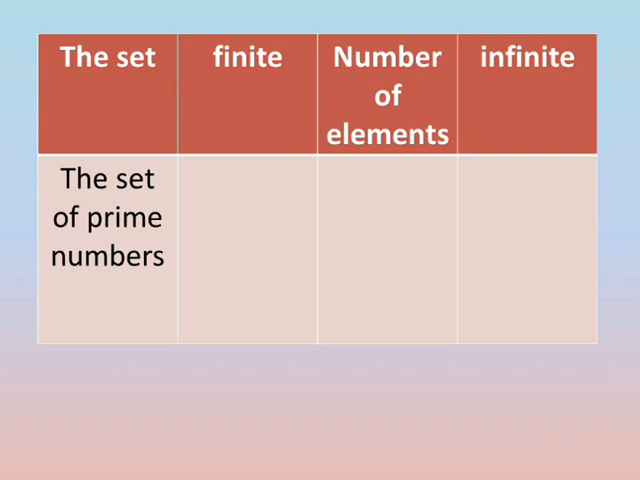 The set
finite
Number
of
elements
infinite
The set
of prime
numbers